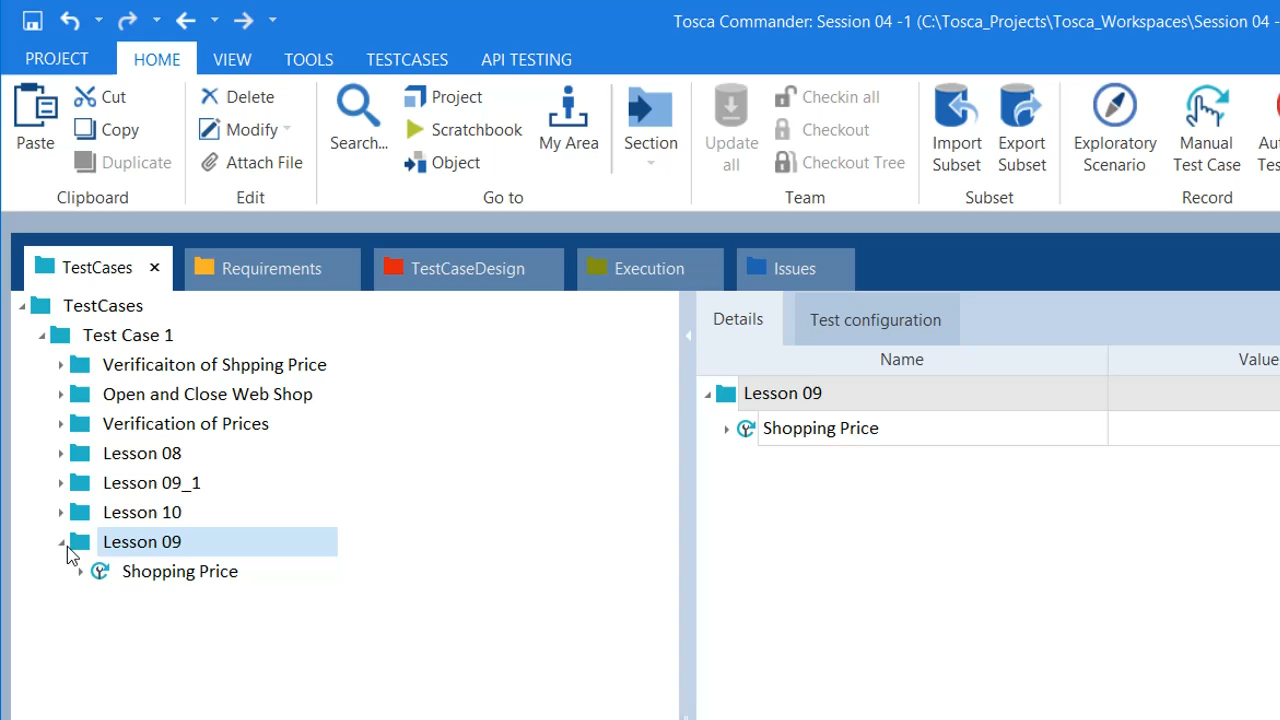 Tosca Commander: Session 04 -1 (C:\Tosca_Projects\Tosca_Workspaces\Session 04 -
PROJECT HOME VIEW TOOLS TESTCASES API TESTING
Paste
Cut
Copy
Duplicate
Clipboard
Delete
Modify
Attach File
Edit
Search...
Project
Scratchbook
Object
My Area
Section
Go to
Update all
Checkin all
Checkout
Checkout Tree
Team
Import Subset
Export Subset
Subset
Exploratory Scenario
Manual Test Case
Record
TestCases × Requirements TestCaseDesign Execution Issues
TestCases
Test Case 1
Verificaiton of Shpping Price
Open and Close Web Shop
Verification of Prices
Lesson 08
Lesson 09_1
Lesson 10
Lesson 09
Shopping Price
Details Test configuration
Name Value
Lesson 09
Shopping Price